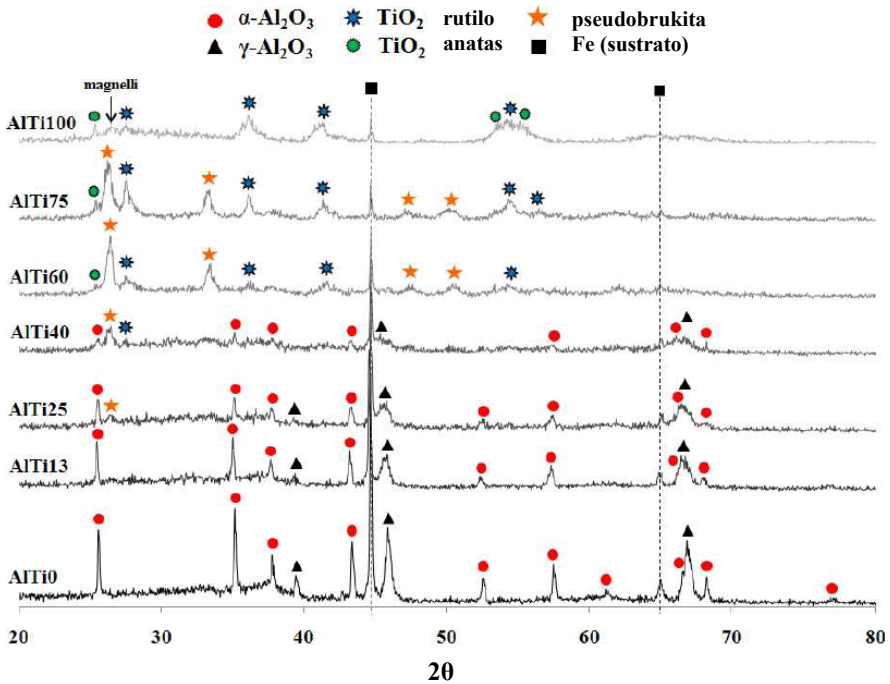 α-Al₂O₃ TiO₂ rutilo pseudobrukita
γ-Al₂O₃ TiO₂ anatas Fe (sustrato)
magnelli
AlTi100
AlTi75
AlTi60
AlTi40
AlTi25
AlTi13
AlTi0
20 30 40 50 60 70 80
2θ